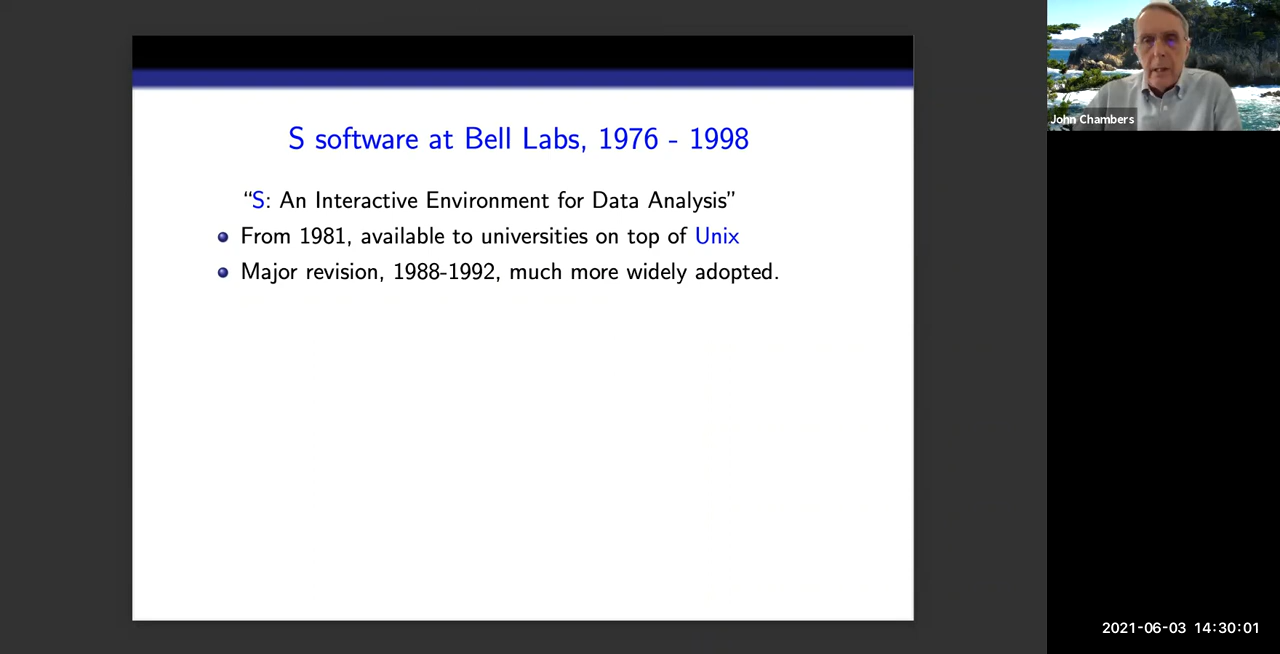 S software at Bell Labs, 1976 - 1998
“S: An Interactive Environment for Data Analysis”
From 1981, available to universities on top of Unix
Major revision, 1988-1992, much more widely adopted.
John Chambers
2021-06-03 14:30:01